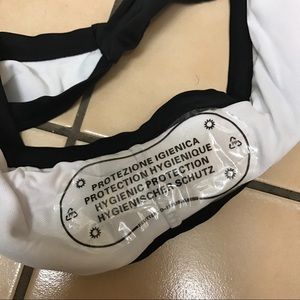 PROTEZIONE IGIENICA
PROTECTION HYGIENIQUE
HYGIENIC PROTECTION
HYGIENISCHER SCHUTZ